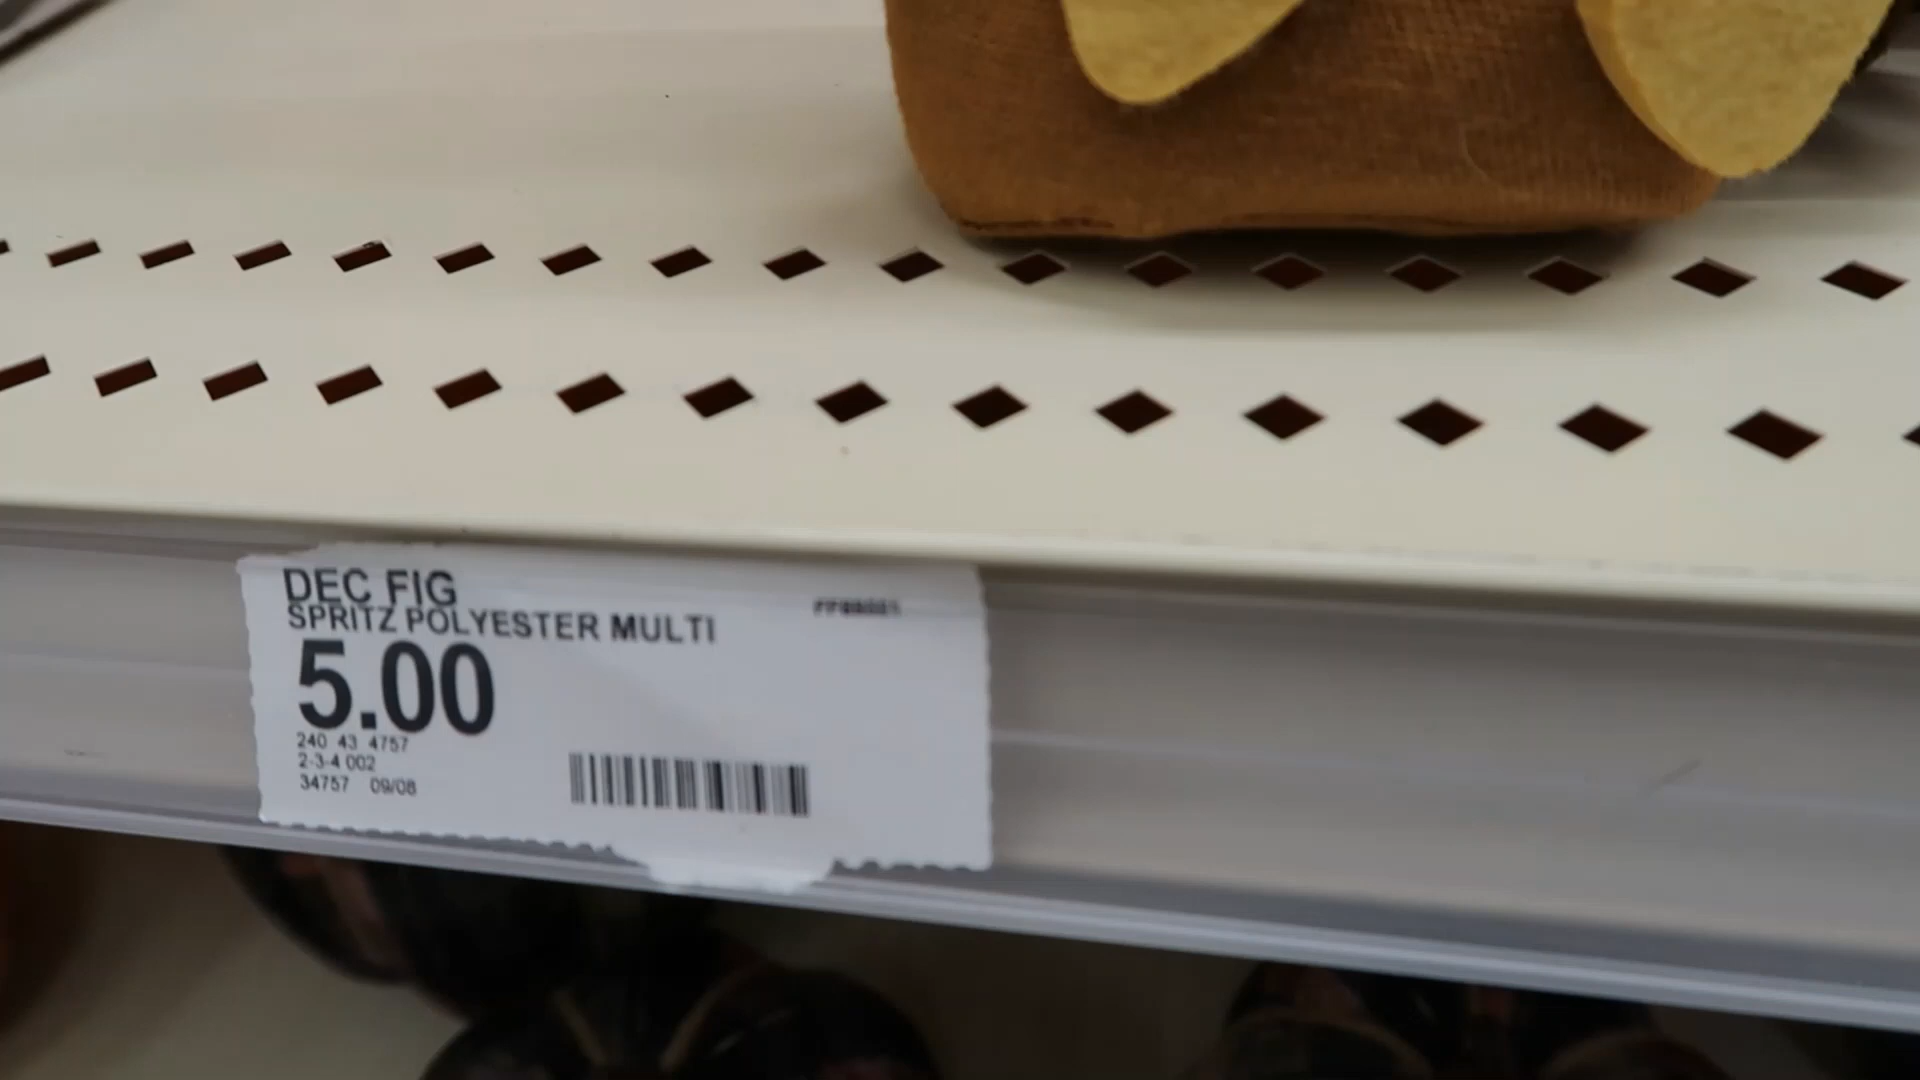 DEC FIG
SPRITZ POLYESTER MULTI
5.00
240 43 4757
2-3-4 002
34757 09/08